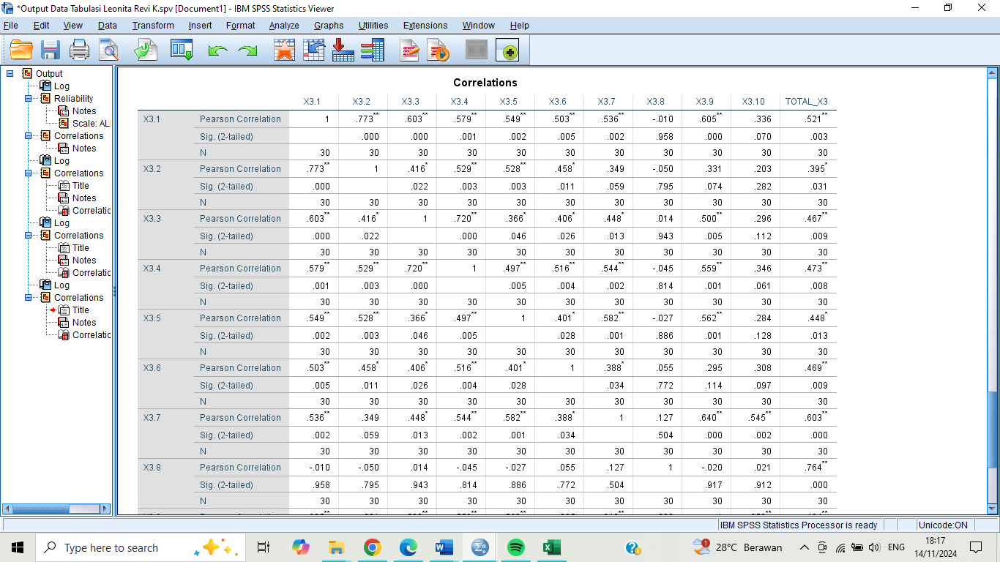 *Output Data Tabulasi Leonita Revi K.spv [Document1] - IBM SPSS Statistics Viewer
File Edit View Data Transform Insert Format Analyze Graphs Utilities Extensions Window Help
Output
Log
Reliability
Notes
Scale: AL
Correlations
Notes
Log
Correlations
Title
Notes
Correlatic
Log
Correlations
Title
Notes
Correlatic
Log
Correlations
Title
Notes
Correlatic
Correlations
X3.1 X3.2 X3.3 X3.4 X3.5 X3.6 X3.7 X3.8 X3.9 X3.10 TOTAL_X3
X3.1 Pearson Correlation 1 .773** .603** .579** .549** .503** .536** -.010 .605** .336 .521**
Sig. (2-tailed) .000 .000 .001 .002 .005 .002 .958 .000 .070 .003
N 30 30 30 30 30 30 30 30 30 30 30
X3.2 Pearson Correlation .773** 1 .416* .529** .528** .458* .349 -.050 .331 .203 .395*
Sig. (2-tailed) .000 .022 .003 .003 .011 .059 .795 .074 .282 .031
N 30 30 30 30 30 30 30 30 30 30 30
X3.3 Pearson Correlation .603** .416* 1 .720** .366* .406* .448* .014 .500** .296 .467**
Sig. (2-tailed) .000 .022 .000 .046 .026 .013 .943 .005 .112 .009
N 30 30 30 30 30 30 30 30 30 30 30
X3.4 Pearson Correlation .579** .529** .720** 1 .497** .516** .544** -.045 .559** .346 .473**
Sig. (2-tailed) .001 .003 .000 .005 .004 .002 .814 .001 .061 .008
N 30 30 30 30 30 30 30 30 30 30 30
X3.5 Pearson Correlation .549** .528** .366* .497** 1 .401* .582** -.027 .562** .284 .448*
Sig. (2-tailed) .002 .003 .046 .005 .028 .001 .886 .001 .128 .013
N 30 30 30 30 30 30 30 30 30 30 30
X3.6 Pearson Correlation .503** .458* .406* .516** .401* 1 .388* .055 .295 .308 .469**
Sig. (2-tailed) .005 .011 .026 .004 .028 .034 .772 .114 .097 .009
N 30 30 30 30 30 30 30 30 30 30 30
X3.7 Pearson Correlation .536** .349 .448* .544** .582** .388* 1 .127 .640** .545** .603**
Sig. (2-tailed) .002 .059 .013 .002 .001 .034 .504 .000 .002 .000
N 30 30 30 30 30 30 30 30 30 30 30
X3.8 Pearson Correlation -.010 -.050 .014 -.045 -.027 .055 .127 1 -.020 .021 .764**
Sig. (2-tailed) .958 .795 .943 .814 .886 .772 .504 .917 .912 .000
N 30 30 30 30 30 30 30 30 30 30 30
IBM SPSS Statistics Processor is ready Unicode:ON
Type here to search
28°C Berawan
ENG
18:17
14/11/2024